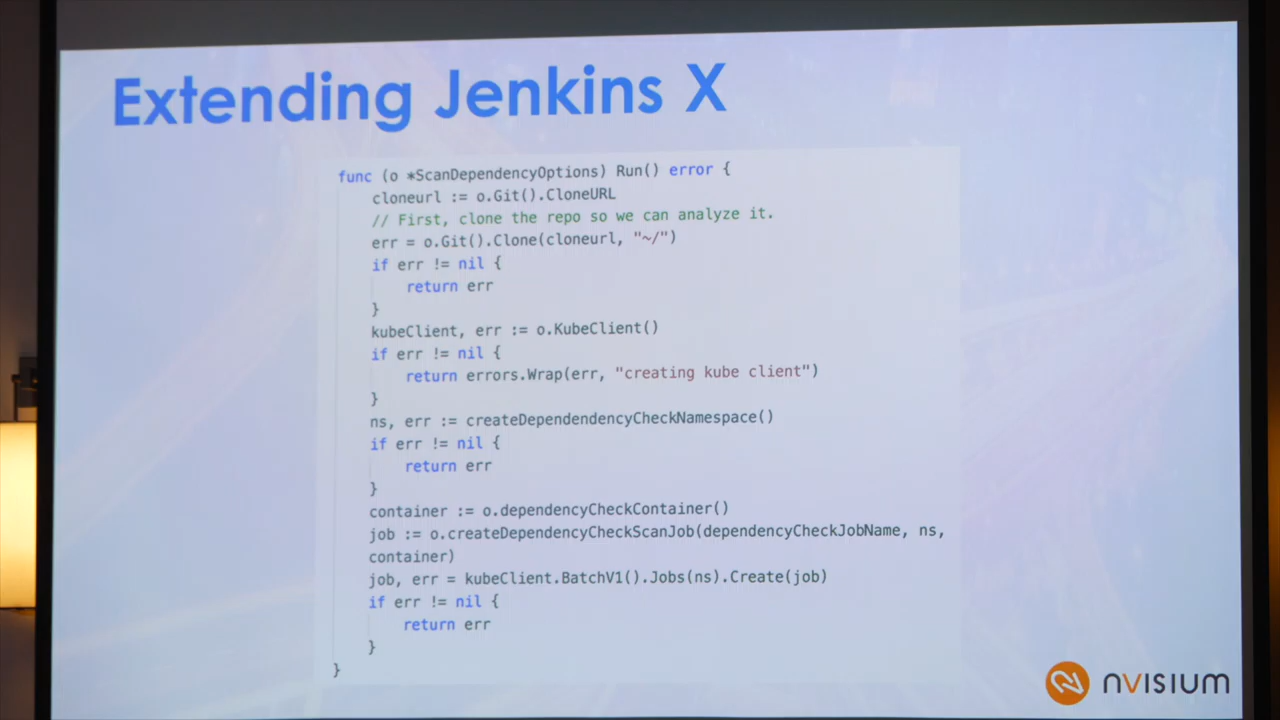 Extending Jenkins X
func (o *ScanDependencyOptions) Run() error {
cloneurl := o.Git().CloneURL
// First, clone the repo so we can analyze it.
err = o.Git().Clone(cloneurl, "~/")
if err != nil {
return err
}
kubeClient, err := o.KubeClient()
if err != nil {
return errors.Wrap(err, "creating kube client")
}
ns, err := createDependendencyCheckNamespace()
if err != nil {
return err
}
container := o.dependencyCheckContainer()
job := o.createDependencyCheckScanJob(dependencyCheckJobName, ns,
container)
job, err = kubeClient.BatchV1().Jobs(ns).Create(job)
if err != nil {
return err
}
}
nVISIUM